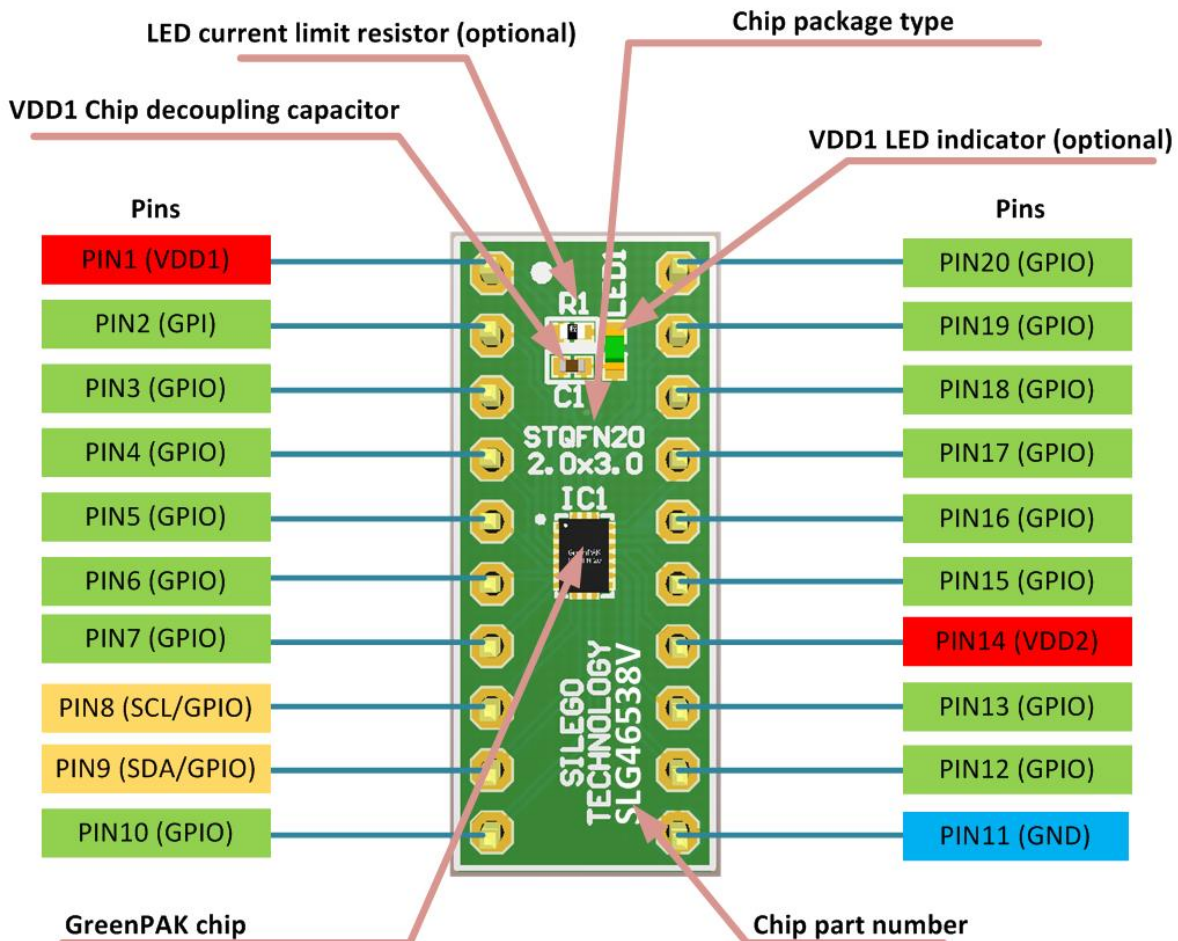 LED current limit resistor (optional)
Chip package type
VDD1 Chip decoupling capacitor
VDD1 LED indicator (optional)
Pins
PIN1 (VDD1)
PIN2 (GPI)
PIN3 (GPIO)
PIN4 (GPIO)
PIN5 (GPIO)
PIN6 (GPIO)
PIN7 (GPIO)
PIN8 (SCL/GPIO)
PIN9 (SDA/GPIO)
PIN10 (GPIO)
LED1
R1
C1
STQFN20
2.0x3.0
IC1
GreenPAK
SILEGO
TECHNOLOGY
SLG46538V
Pins
PIN20 (GPIO)
PIN19 (GPIO)
PIN18 (GPIO)
PIN17 (GPIO)
PIN16 (GPIO)
PIN15 (GPIO)
PIN14 (VDD2)
PIN13 (GPIO)
PIN12 (GPIO)
PIN11 (GND)
GreenPAK chip
Chip part number